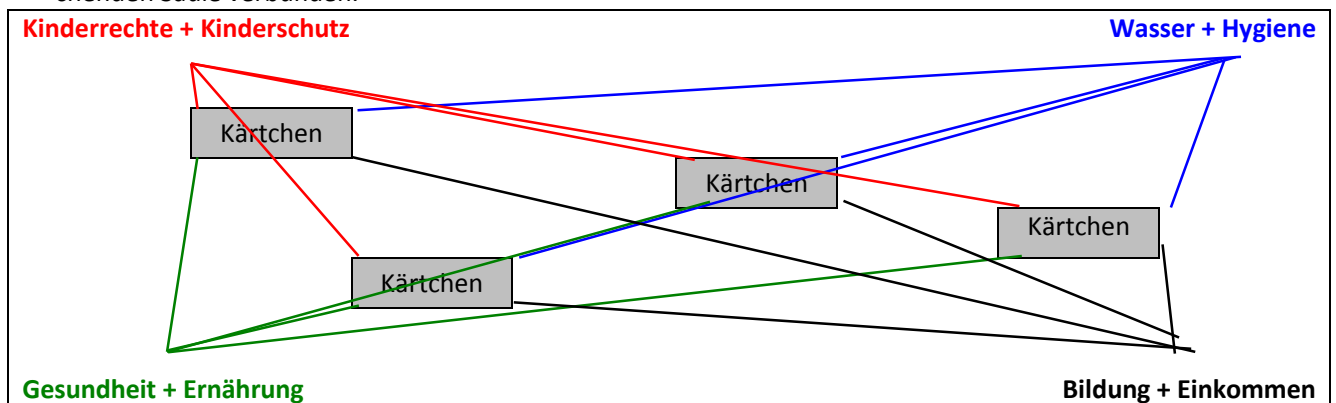 Kinderrechte + Kinderschutz Wasser + Hygiene
Kärtchen
Kärtchen
Kärtchen
Kärtchen
Gesundheit + Ernährung Bildung + Einkommen